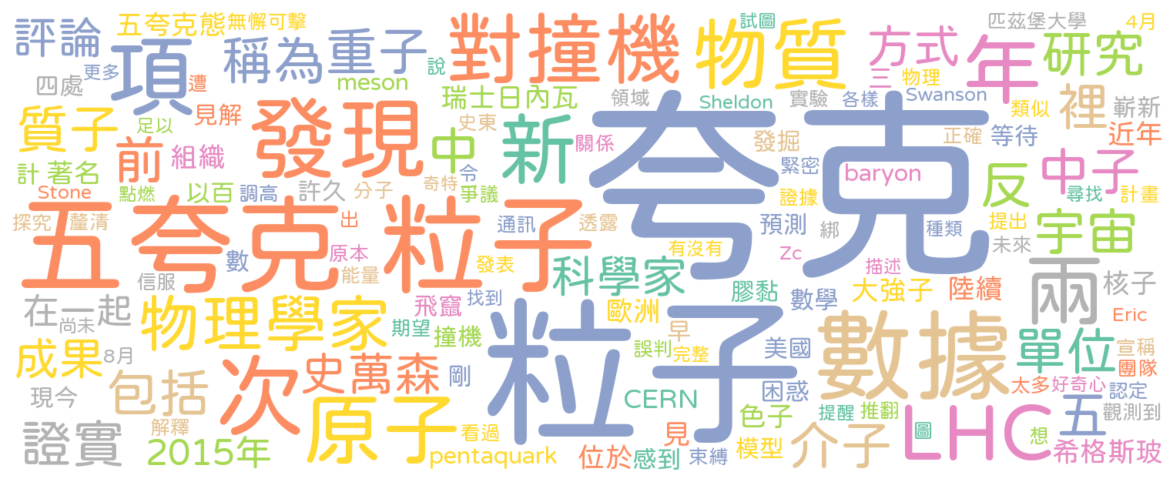 評論
五夸克態
無懈可擊
項
稱為
重子
對撞機
物質
試圖
方式
年
匹茲堡大學
4月
研究
四處
更多
遭
meson
說
三
物理
質子
足以
見解
發現
瑞士日內瓦
中
史東
新
領域
Sheldon
關係
夸克
實驗
各樣
Swanson
發掘
緊密
正確
等待
類似
裡
嶄新
近年
計
著名
前
組織
Stone
點燃
以百
調高
許久
分子
令
奇特
爭議
證據
baryon
反
中子
尋找
計畫
探究
釐清
五夸克
出
粒子
通訊
透露
預測
綁
種類
提出
未來
宇宙
信服
數
原本
能量
發表
科學家
有沒有
Zc
描述
在一起
尚未
物理學家
飛竄
找到
膠黏
數學
大強子
陸續
兩
核子
成果
8月
期望
撞機
粒子
歐洲
早
誤判
完整
美國
數據
Eric
單位
宣稱
團隊
現今
包括
次
史萬森
剛
困惑
CERN
太多
好奇心
認定
證實
解釋
2015年
原子
看過
pentaquark
位於
見
感到
束縛
色子
模型
提醒
推翻
介子
圖
LHC
想
五
觀測到
希格斯玻